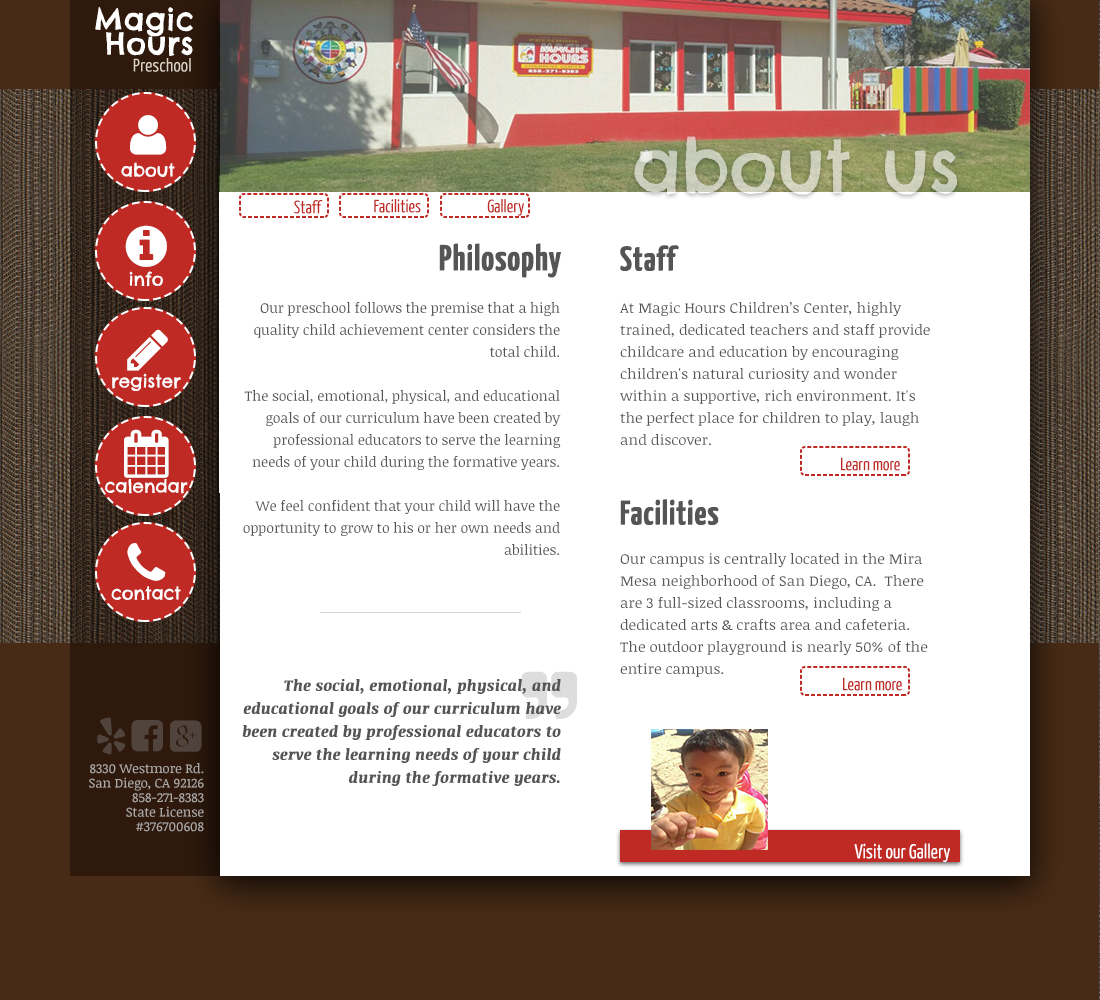 Magic
Hours
Preschool
about
info
register
calendar
contact
8330 Westmore Rd.
San Diego, CA 92126
858-271-8383
State License
#376700608
MAGIC
HOURS
858-271-8383
about us
Staff
Facilities
Gallery
Philosophy
Our preschool follows the premise that a high
quality child achievement center considers the
total child.
The social, emotional, physical, and educational
goals of our curriculum have been created by
professional educators to serve the learning
needs of your child during the formative years.
We feel confident that your child will have the
opportunity to grow to his or her own needs and
abilities.
The social, emotional, physical, and
educational goals of our curriculum have
been created by professional educators to
serve the learning needs of your child
during the formative years.
Staff
At Magic Hours Children’s Center, highly
trained, dedicated teachers and staff provide
childcare and education by encouraging
children's natural curiosity and wonder
within a supportive, rich environment. It's
the perfect place for children to play, laugh
and discover.
Learn more
Facilities
Our campus is centrally located in the Mira
Mesa neighborhood of San Diego, CA.  There
are 3 full-sized classrooms, including a
dedicated arts & crafts area and cafeteria.
The outdoor playground is nearly 50% of the
entire campus.
Learn more
Visit our Gallery